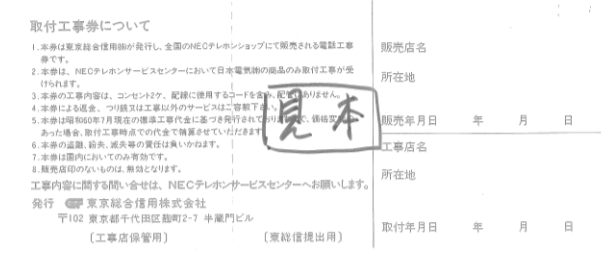 取付工事券について
1. 本券は東京総合信用㈱が発行し、全国のNECテレホンショップにて販売される電話工事
券です。
2. 本券は、NECテレホンサービスセンターにおいて日本電気㈱の商品のみ取付工事が受
けられます。
3. 本券の工事内容は、コンセント2ケ、配線に使用するコードを含み、配管はありません。
4. 本券による返金、つり銭又は工事以外のサービスはご容赦下さい。
5. 本券は昭和60年7月現在の標準工事代金に基づき発行されており、価格変
あった場合、取付工事時点での代金で精算させていただきます。
6. 本券の盗難、紛失、滅失等の責任は負いかねます。
7. 本券は国内においてのみ有効です。
8. 販売店印のないものは、無効となります。
工事内容に関する問い合せは、NECテレホンサービスセンターへお願いします。
発行 東京総合信用株式会社
〒102 東京都千代田区麹町2-7 半蔵門ビル
〔工事店保管用〕 〔東総信提出用〕
見本
販売店名
所在地
販売年月日 年 月 日
工事店名
所在地
取付年月日 年 月 日